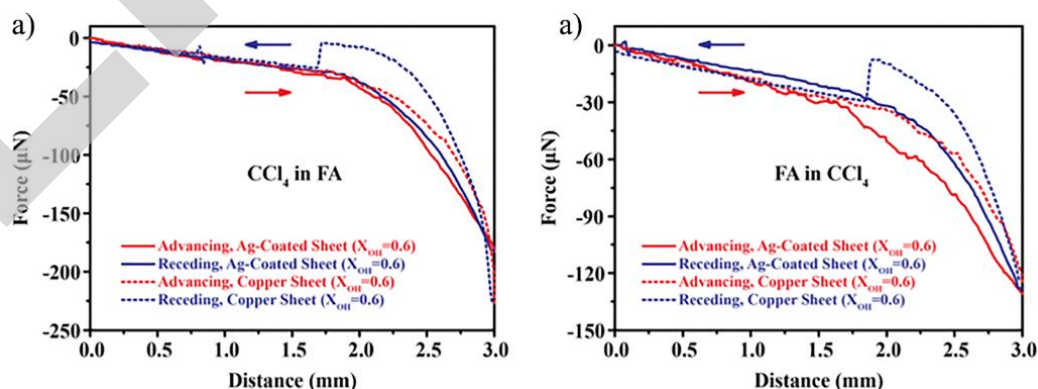 a)
Force (μN)
0
-50
-100
-150
-200
-250
0.0 0.5 1.0 1.5 2.0 2.5 3.0
Distance (mm)
CCl4 in FA
Advancing, Ag-Coated Sheet (XOH=0.6)
Receding, Ag-Coated Sheet (XOH=0.6)
Advancing, Copper Sheet (XOH=0.6)
Receding, Copper Sheet (XOH=0.6)
a)
Force (μN)
0
-30
-60
-90
-120
-150
0.0 0.5 1.0 1.5 2.0 2.5 3.0
Distance (mm)
FA in CCl4
Advancing, Ag-Coated Sheet (XOH=0.6)
Receding, Ag-Coated Sheet (XOH=0.6)
Advancing, Copper Sheet (XOH=0.6)
Receding, Copper Sheet (XOH=0.6)